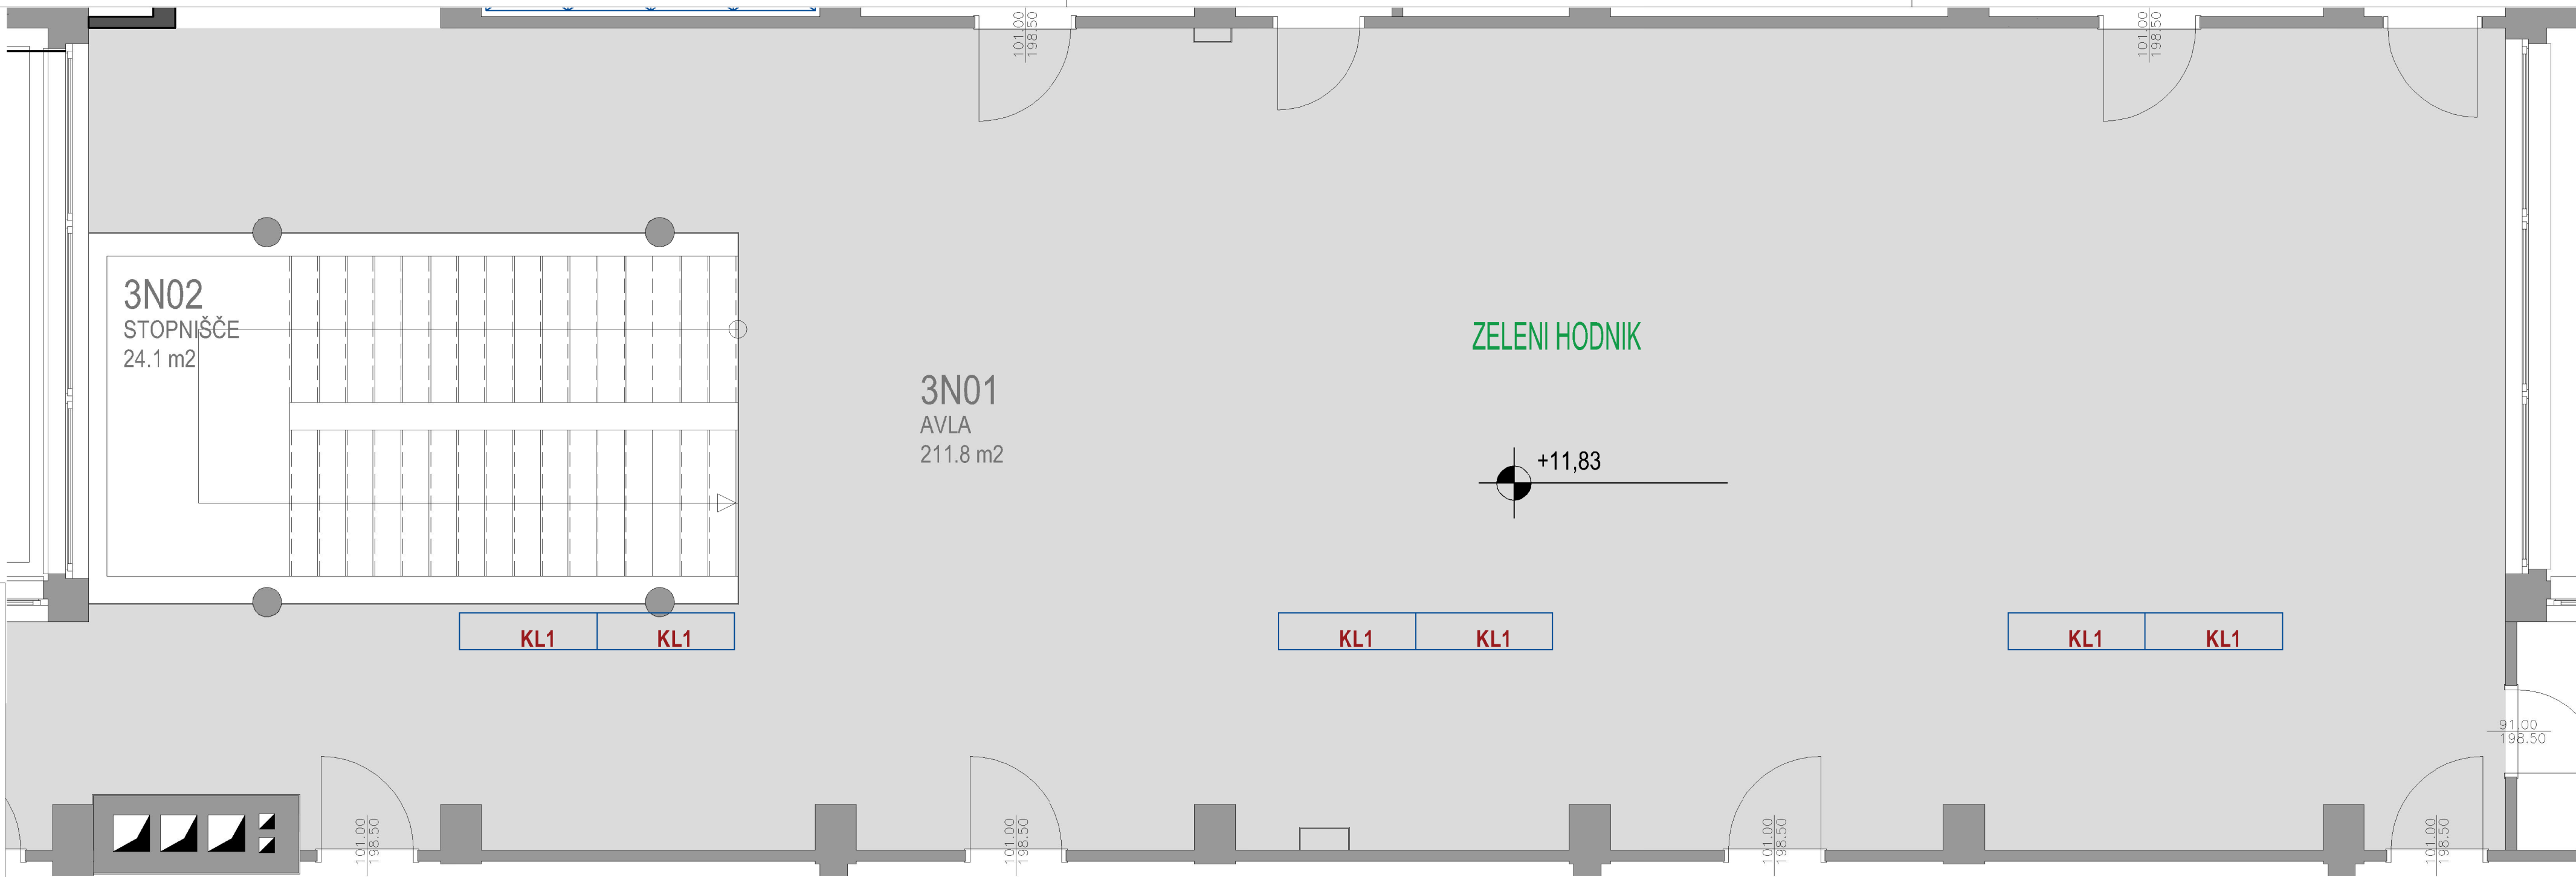 101.00
198.50
101.00
198.50
3N02
STOPNIŠČE
24.1 m2
ZELENI HODNIK
3N01
AVLA
211.8 m2
+11,83
KL1
KL1
KL1
KL1
KL1
KL1
91.00
198.50
101.00
198.50
101.00
198.50
101.00
198.50
101.00
198.50